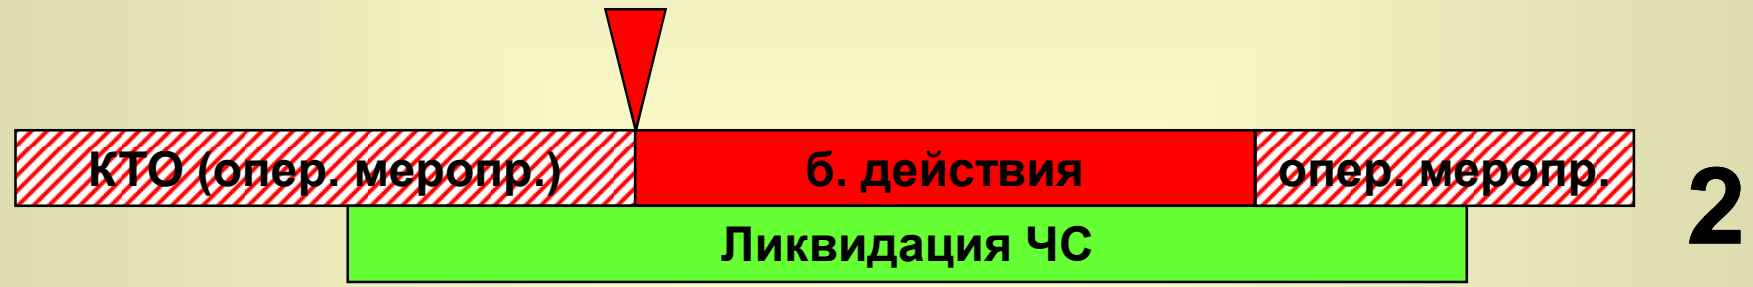 КТО (опер. меропр.)
б. действия
опер. меропр.
Ликвидация ЧС
2